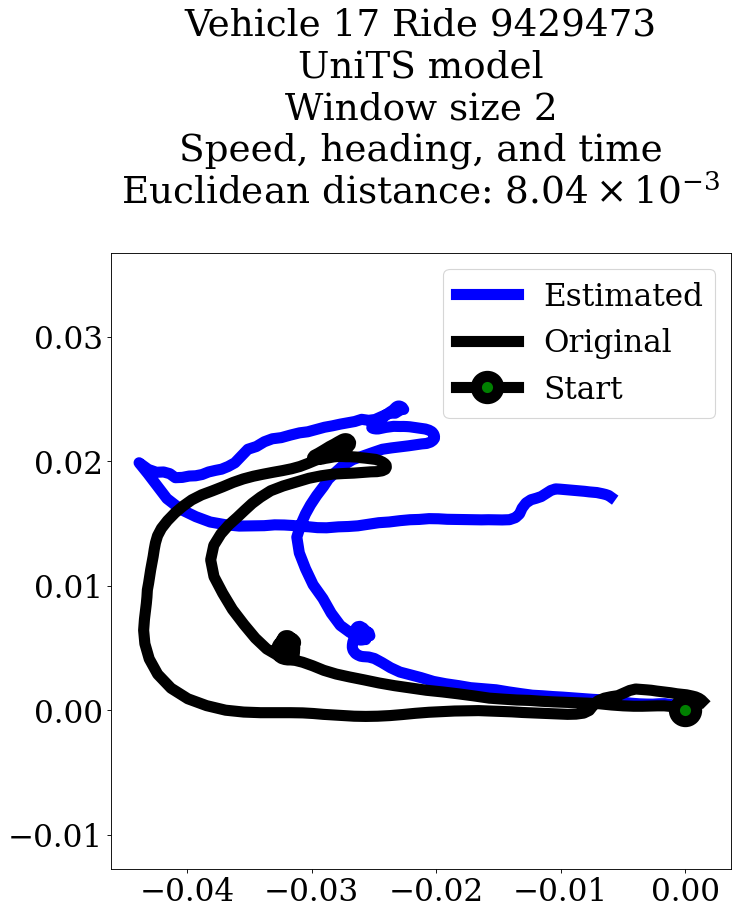 Vehicle 17 Ride 9429473
UniTS model
Window size 2
Speed, heading, and time
Euclidean distance: 8.04 × 10⁻³
Estimated
Original
Start
0.03
0.02
0.01
0.00
−0.01
−0.04 −0.03 −0.02 −0.01 0.00